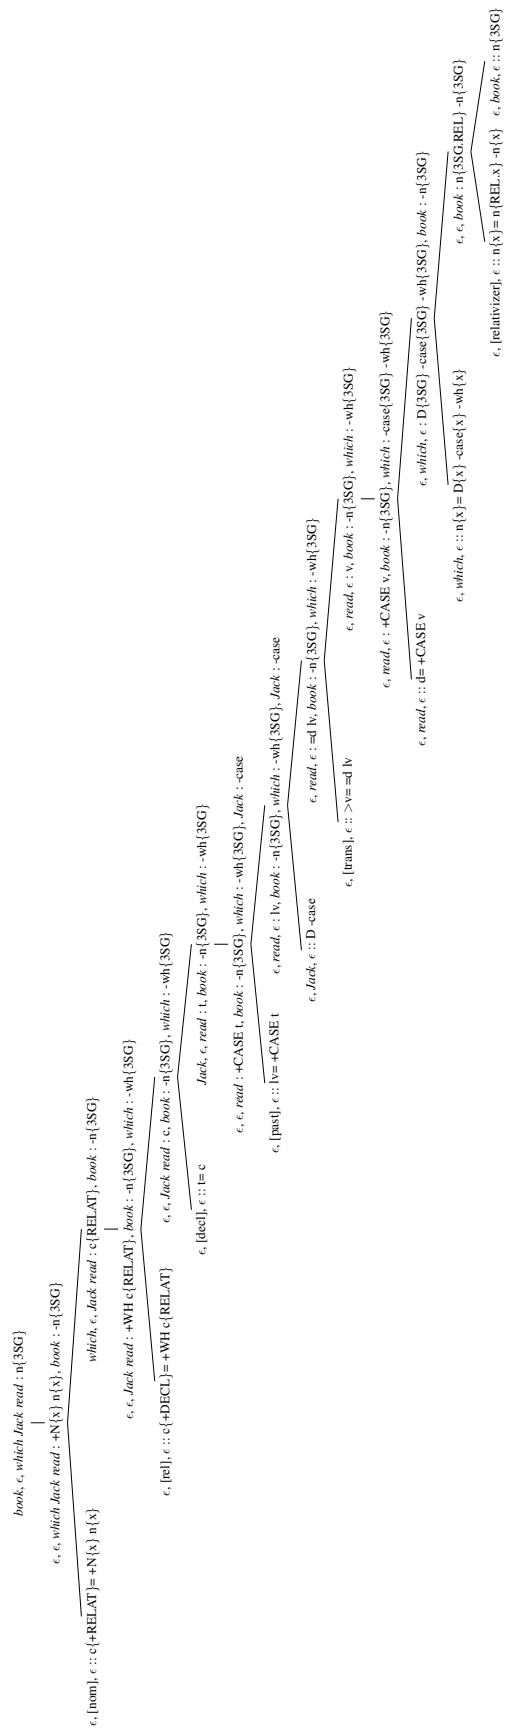 book, ϵ, which Jack read : n{3SG}
ϵ, ϵ, which Jack read : +N{x} n{x}, book : -n{3SG}
ϵ, [nom], ϵ :: c{+RELAT}= +N{x} n{x}
which, ϵ, Jack read : c{RELAT}, book : -n{3SG}
ϵ, ϵ, Jack read : +WH c{RELAT}, book : -n{3SG}, which : -wh{3SG}
ϵ, [rel], ϵ :: c{+DECL}= +WH c{RELAT}
ϵ, ϵ, Jack read : c, book : -n{3SG}, which : -wh{3SG}
ϵ, [decl], ϵ :: t= c
Jack, ϵ, read : t, book : -n{3SG}, which : -wh{3SG}
ϵ, ϵ, read : +CASE t, book : -n{3SG}, which : -wh{3SG}, Jack : -case
ϵ, [past], ϵ :: lv= +CASE t
ϵ, read, ϵ : lv, book : -n{3SG}, which : -wh{3SG}, Jack : -case
ϵ, Jack, ϵ :: D -case
ϵ, read, ϵ : =d lv, book : -n{3SG}, which : -wh{3SG}
ϵ, [trans], ϵ :: >v= =d lv
ϵ, read, ϵ : v, book : -n{3SG}, which : -wh{3SG}
ϵ, read, ϵ : +CASE v, book : -n{3SG}, which : -case{3SG} -wh{3SG}
ϵ, read, ϵ :: d= +CASE v
ϵ, which, ϵ : D{3SG} -case{3SG} -wh{3SG}, book : -n{3SG}
ϵ, which, ϵ :: n{x}= D{x} -case{x} -wh{x}
ϵ, ϵ, book : n{3SG.REL} -n{3SG}
ϵ, [relativizer], ϵ :: n{x}= n{REL.x} -n{x}
ϵ, book, ϵ :: n{3SG}